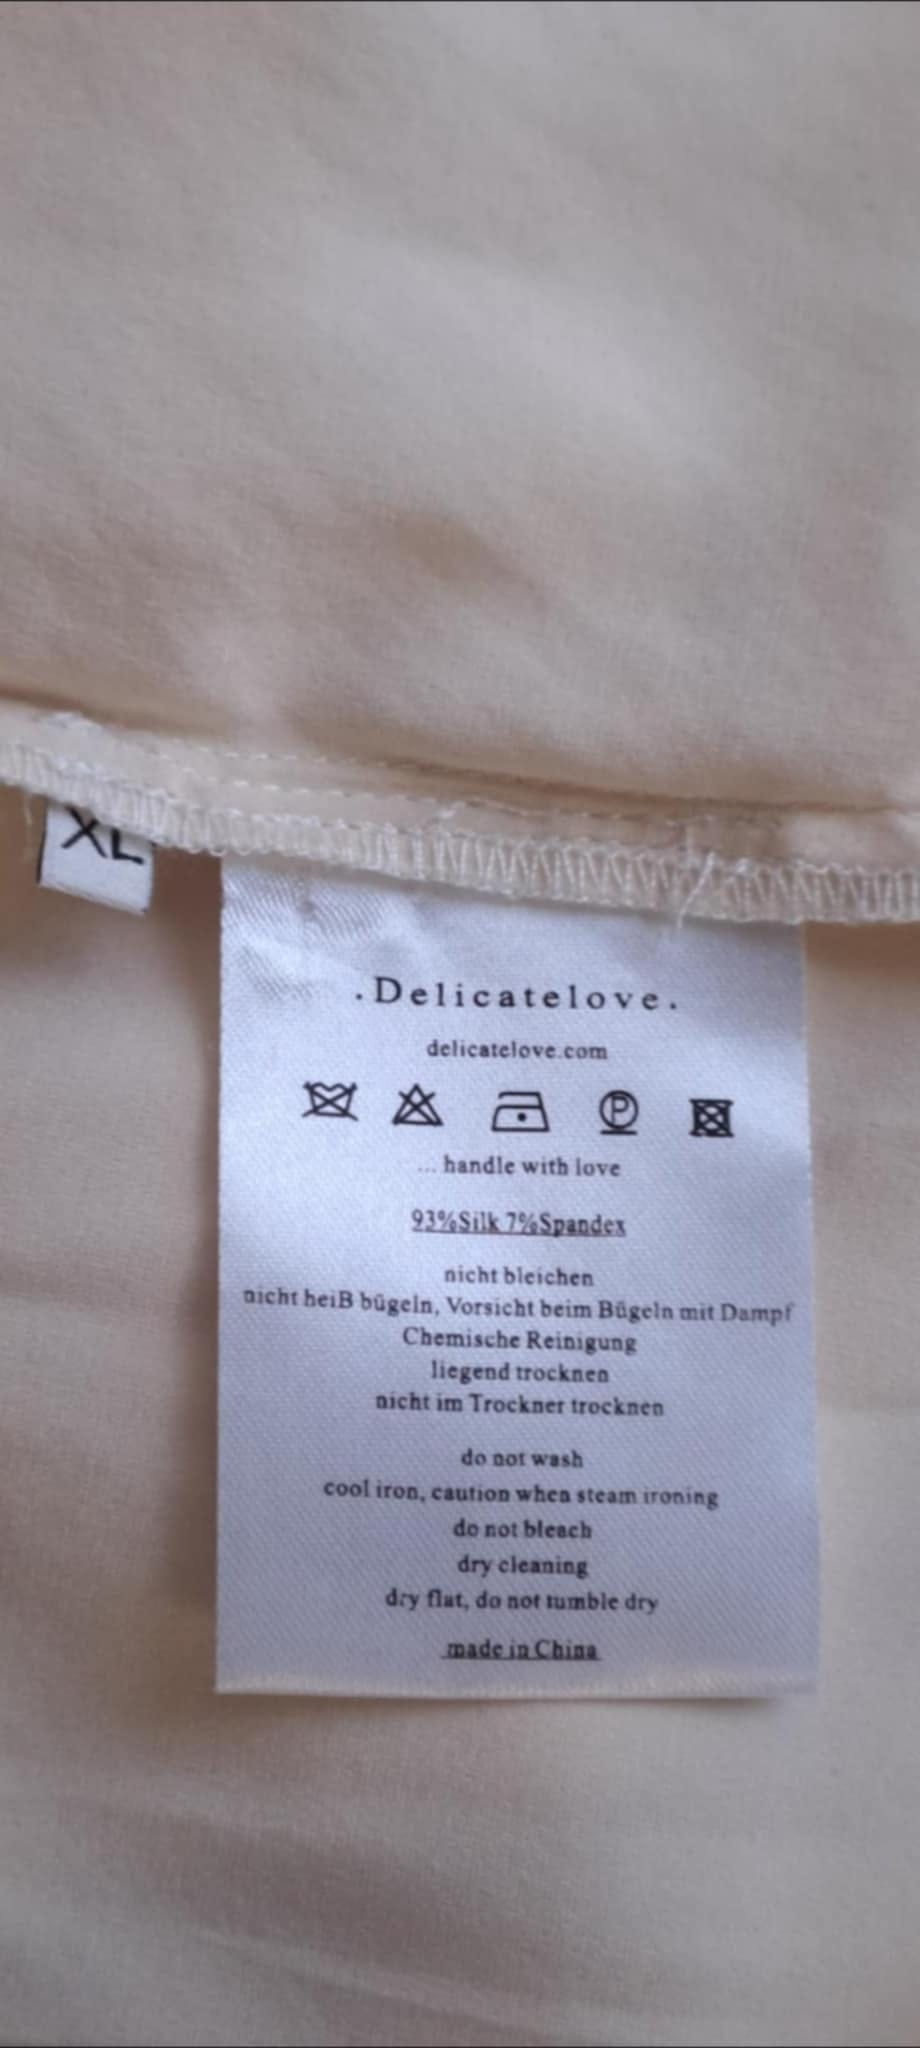 XL
.Delicatelove.
delicatelove.com
P
... handle with love
93%Silk 7%Spandex
nicht bleichen
nicht heiB bügeln, Vorsicht beim Bügeln mit Dampf
Chemische Reinigung
liegend trocknen
nicht im Trockner trocknen
do not wash
cool iron, caution when steam ironing
do not bleach
dry cleaning
dry flat, do not tumble dry
made in China